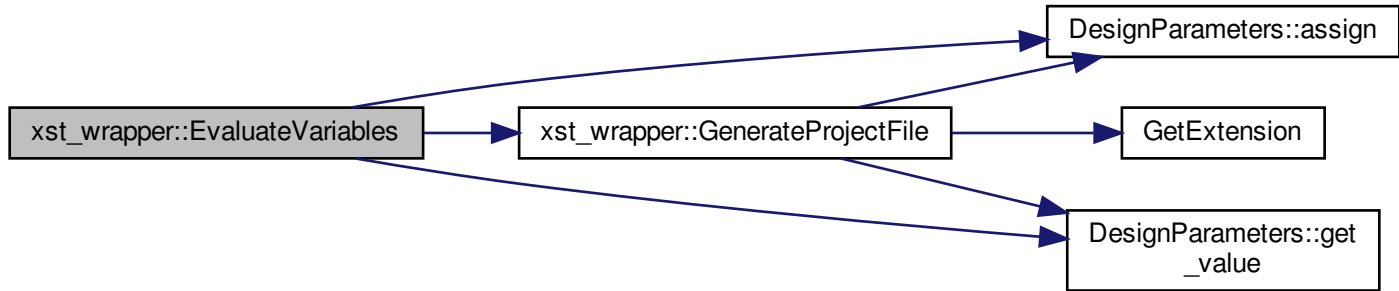 xst_wrapper::EvaluateVariables
xst_wrapper::GenerateProjectFile
DesignParameters::assign
GetExtension
DesignParameters::get
_value